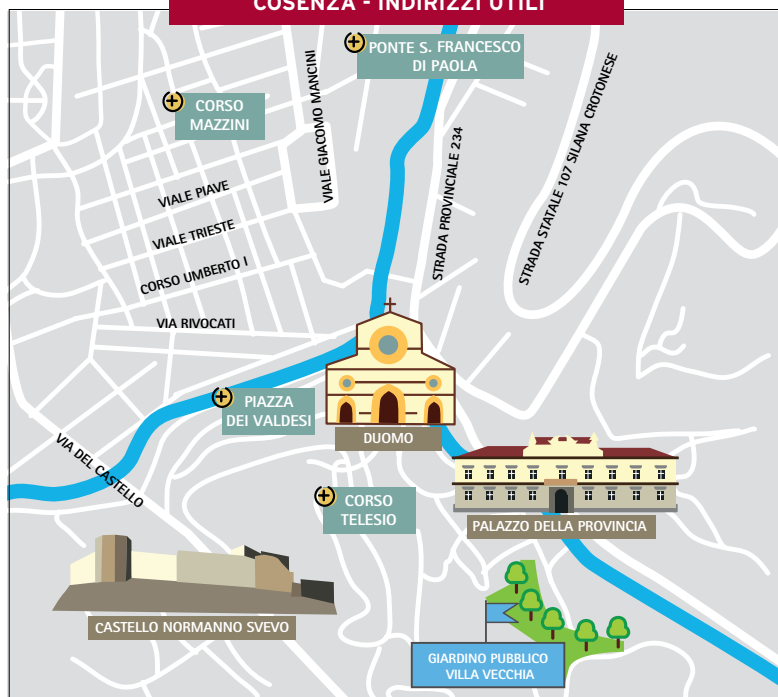 COSENZA - INDIRIZZI UTILI
PONTE S. FRANCESCO
DI PAOLA
CORSO
MAZZINI
VIALE GIACOMO MANCINI
STRADA PROVINCIALE 234
STRADA STATALE 107 SILANA CROTONESE
VIALE PIAVE
VIALE TRIESTE
CORSO UMBERTO I
VIA RIVOCATI
PIAZZA
DEI VALDESI
DUOMO
VIA DEL CASTELLO
CORSO
TELESIO
PALAZZO DELLA PROVINCIA
CASTELLO NORMANNO SVEVO
GIARDINO PUBBLICO
VILLA VECCHIA